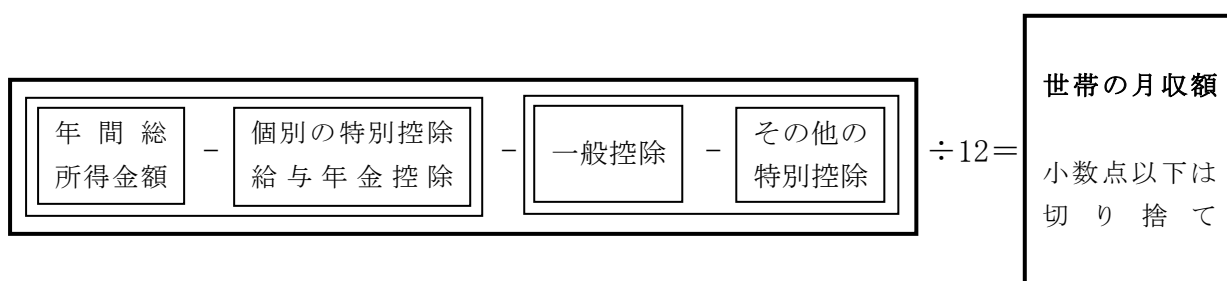 年間総
所得金額
－
個別の特別控除
給与年金控除
－
一般控除
－
その他の
特別控除
÷12＝
世帯の月収額
小数点以下は
切り捨て